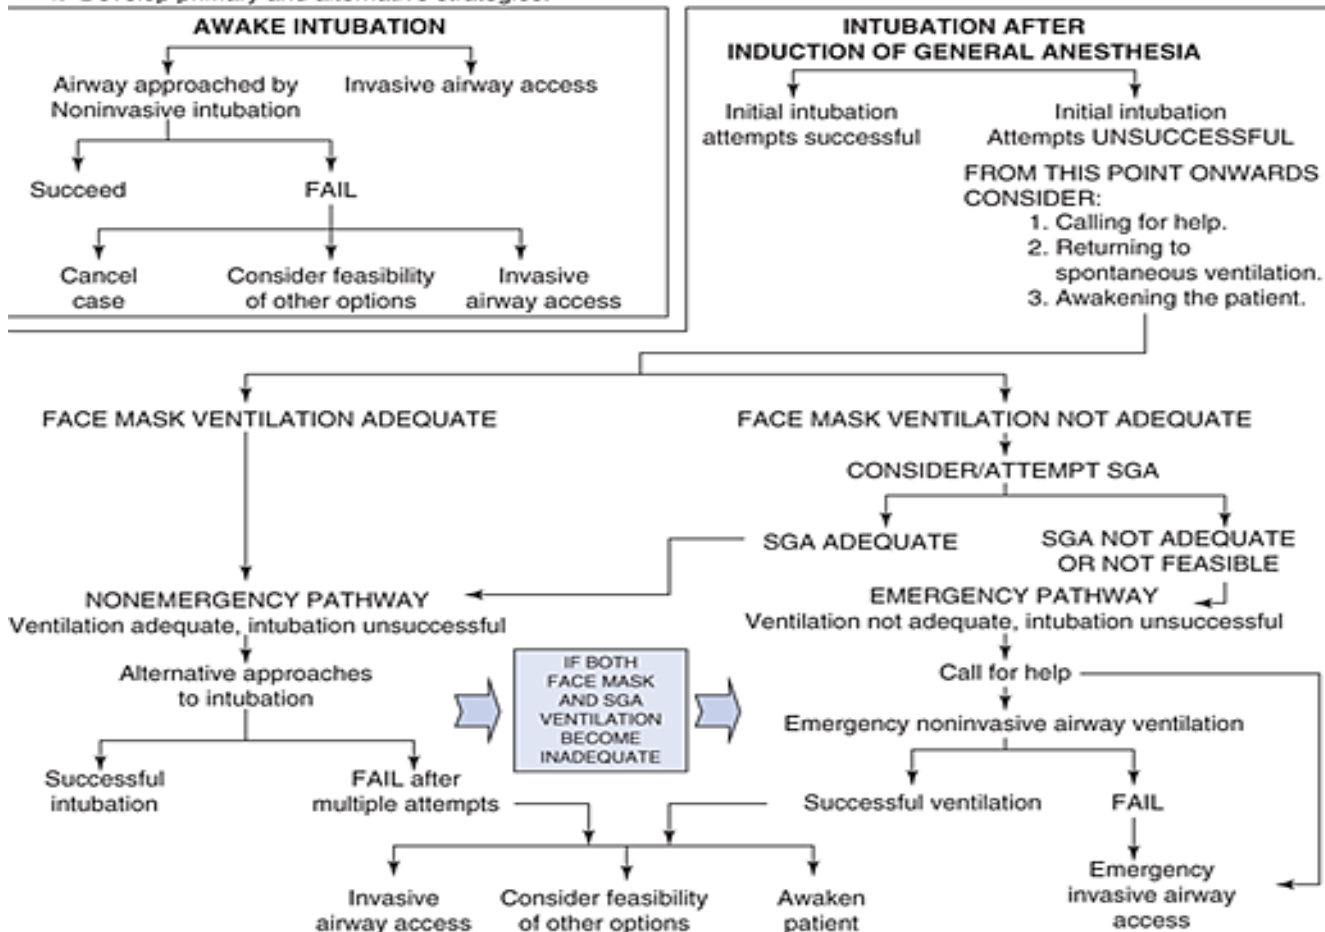 4. Develop primary and alternative strategies:
AWAKE INTUBATION
Airway approached by
Noninvasive intubation
Invasive airway access
Succeed
FAIL
Cancel
case
Consider feasibility
of other options
Invasive
airway access
INTUBATION AFTER
INDUCTION OF GENERAL ANESTHESIA
Initial intubation
attempts successful
Initial intubation
Attempts UNSUCCESSFUL
FROM THIS POINT ONWARDS
CONSIDER:
1. Calling for help.
2. Returning to
spontaneous ventilation.
3. Awakening the patient.
FACE MASK VENTILATION ADEQUATE
FACE MASK VENTILATION NOT ADEQUATE
CONSIDER/ATTEMPT SGA
SGA ADEQUATE
SGA NOT ADEQUATE
OR NOT FEASIBLE
NONEMERGENCY PATHWAY
Ventilation adequate, intubation unsuccessful
EMERGENCY PATHWAY
Ventilation not adequate, intubation unsuccessful
Alternative approaches
to intubation
IF BOTH
FACE MASK
AND SGA
VENTILATION
BECOME
INADEQUATE
Call for help
Emergency noninvasive airway ventilation
Successful
intubation
FAIL after
multiple attempts
Successful ventilation
FAIL
Invasive
airway access
Consider feasibility
of other options
Awaken
patient
Emergency
invasive airway
access